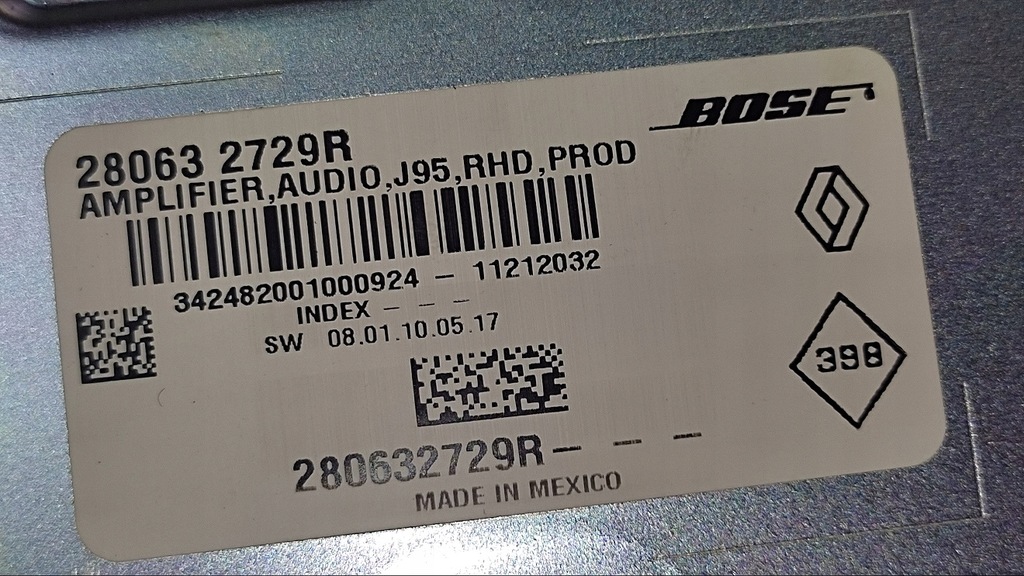 BOSE
28063 2729R
AMPLIFIER,AUDIO,J95,RHD,PROD
342482001000924 - 11212032
INDEX - - -
SW 08.01.10.05.17
398
280632729R- - -
MADE IN MEXICO